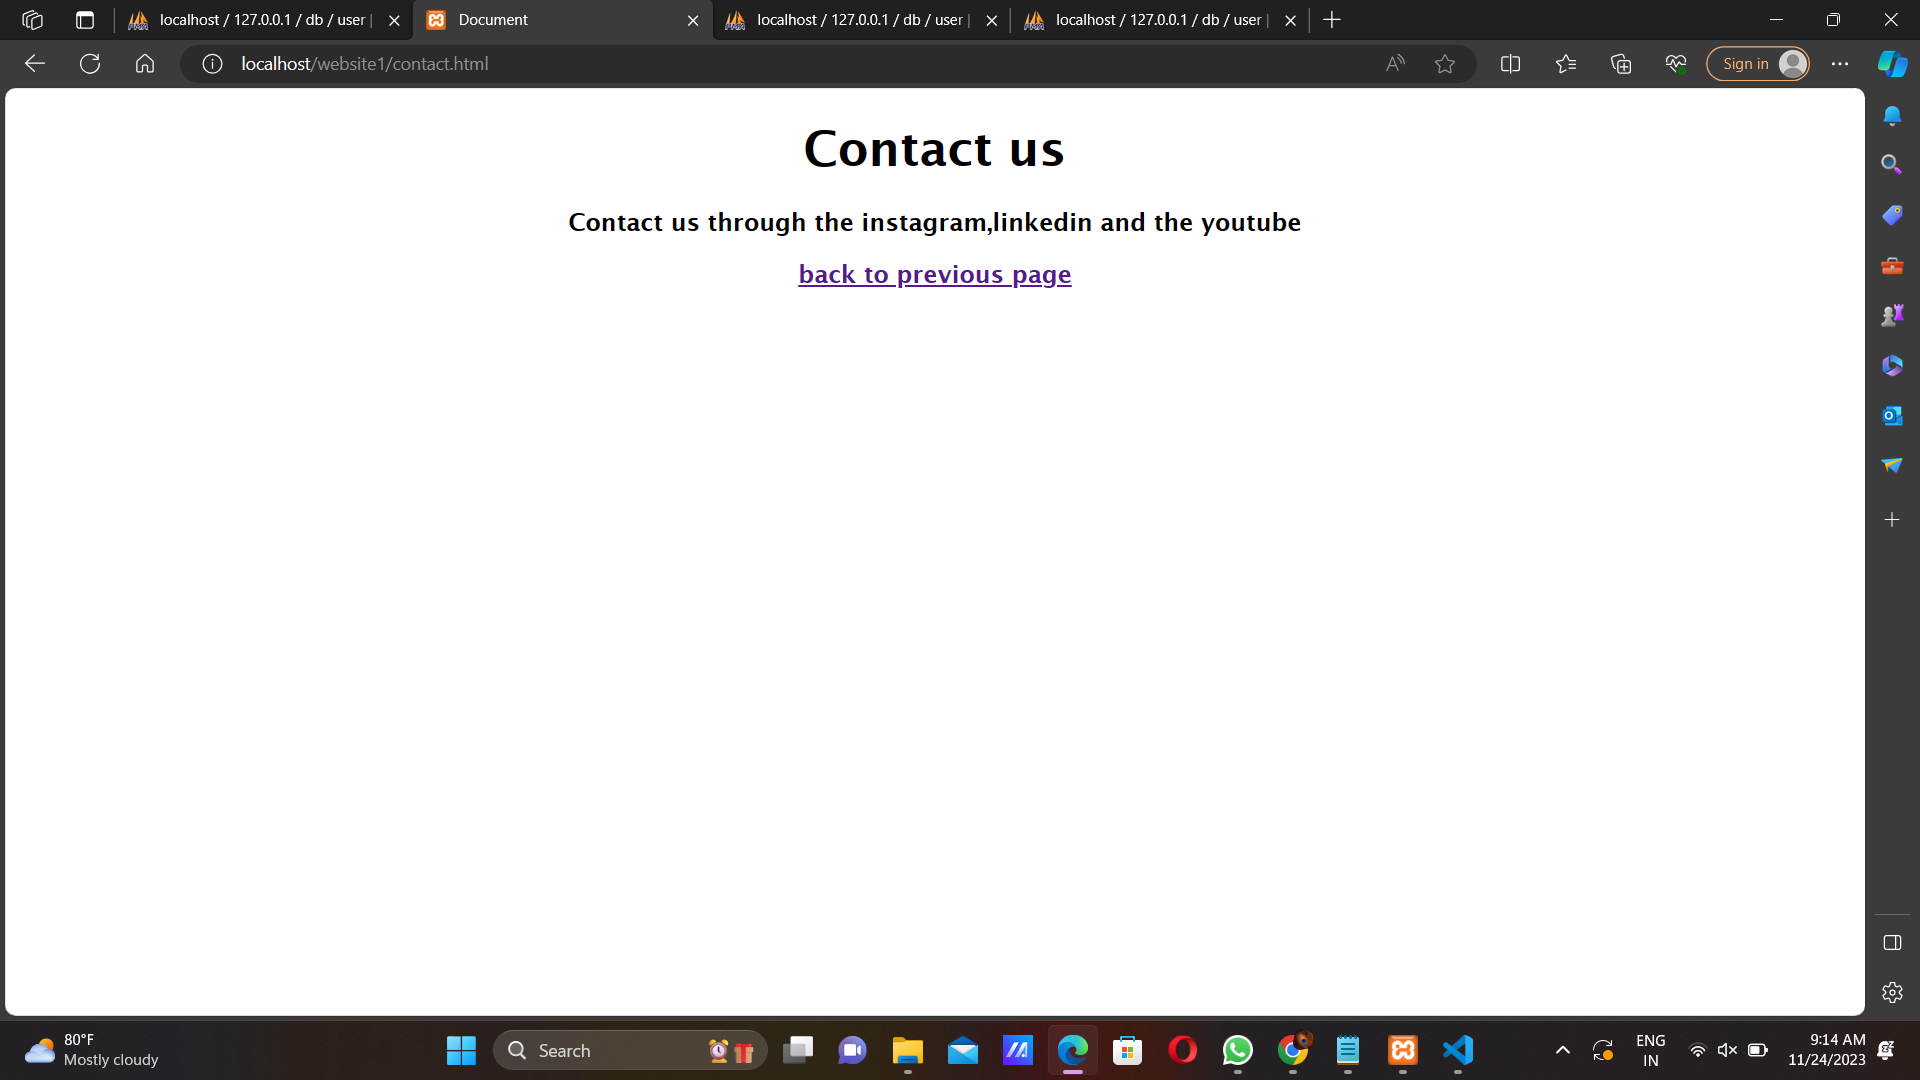 localhost / 127.0.0.1 / db / user |
Document
localhost / 127.0.0.1 / db / user |
localhost / 127.0.0.1 / db / user |
localhost/website1/contact.html
Sign in
Contact us
Contact us through the instagram,linkedin and the youtube
back to previous page
80°F
Mostly cloudy
Search
ENG
IN
9:14 AM
11/24/2023